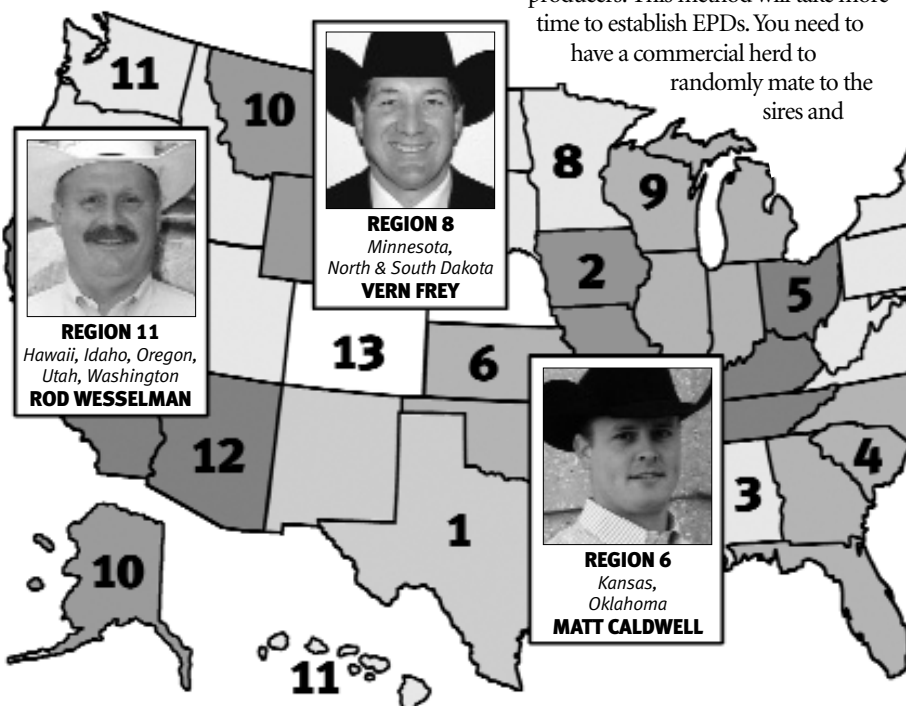 producers. This method will take more
time to establish EPDs. You need to
have a commercial herd to
randomly mate to the
sires and
11
10
8
9
REGION 8
Minnesota,
North & South Dakota
VERN FREY
2
5
REGION 11
Hawaii, Idaho, Oregon,
Utah, Washington
ROD WESSELMAN
13
6
12
4
3
1
REGION 6
Kansas,
Oklahoma
MATT CALDWELL
10
11